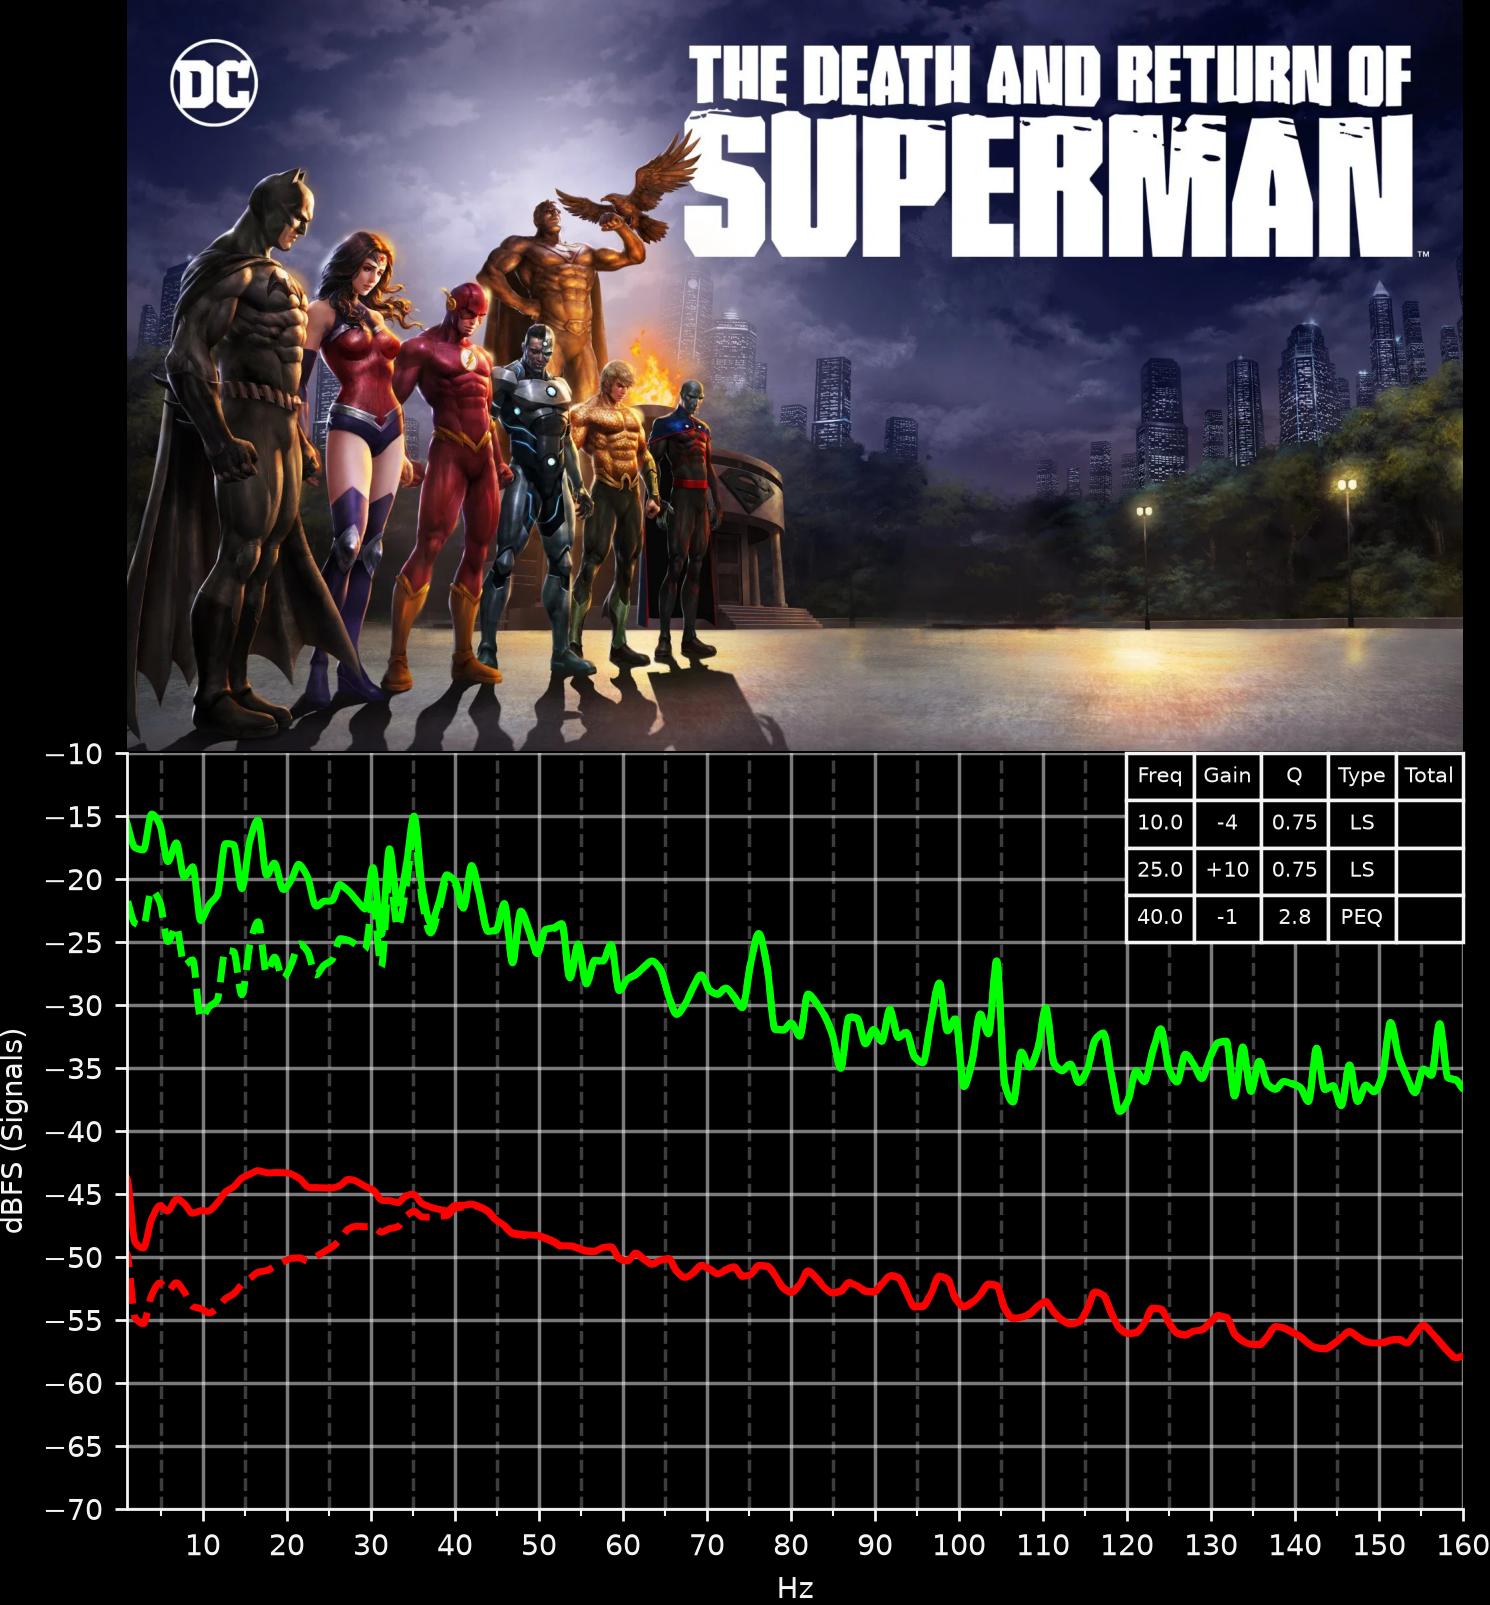 DC
THE DEATH AND RETURN OF
SUPERMAN™
Freq Gain Q Type Total
10.0 -4 0.75 LS
25.0 +10 0.75 LS
40.0 -1 2.8 PEQ
−10
−15
−20
−25
−30
−35
−40
−45
−50
−55
−60
−65
−70
dBFS (Signals)
10 20 30 40 50 60 70 80 90 100 110 120 130 140 150 160
Hz